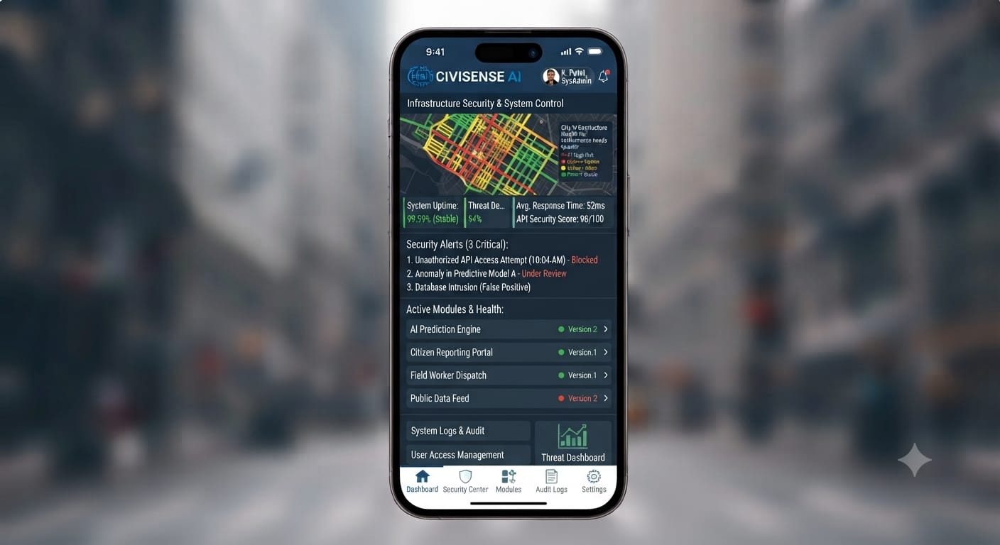 9:41
CIVISENSE AI
SysAdmin
Infrastructure Security & System Control
System Uptime:
99.99% (Stable)
Threat De...
Avg. Response Time: 52ms
API Security Score: 98/100
Security Alerts (3 Critical):
1. Unauthorized API Access Attempt (10:04 AM) - Blocked
2. Anomaly in Predictive Model A - Under Review
3. Database Intrusion (False Positive)
Active Modules & Health:
AI Prediction Engine Version 2
Citizen Reporting Portal Version.1
Field Worker Dispatch Version.1
Public Data Feed Version 2
System Logs & Audit
User Access Management
Threat Dashboard
Dashboard Security Center Modules Audit Logs Settings